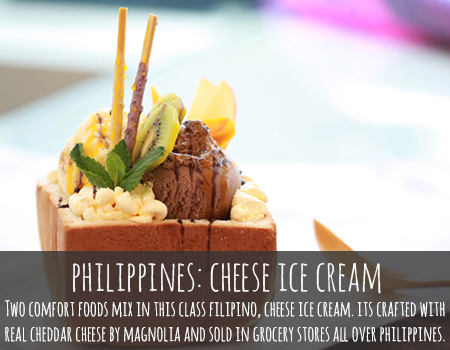 PHILIPPINES: CHEESE ICE CREAM
TWO COMFORT FOODS MIX IN THIS CLASS FILIPINO, CHEESE ICE CREAM. ITS CRAFTED WITH
REAL CHEDDAR CHEESE BY MAGNOLIA AND SOLD IN GROCERY STORES ALL OVER PHILIPPINES.